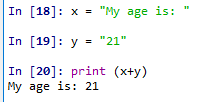 In [18]: x = "My age is: "
In [19]: y = "21"
In [20]: print (x+y)
My age is: 21